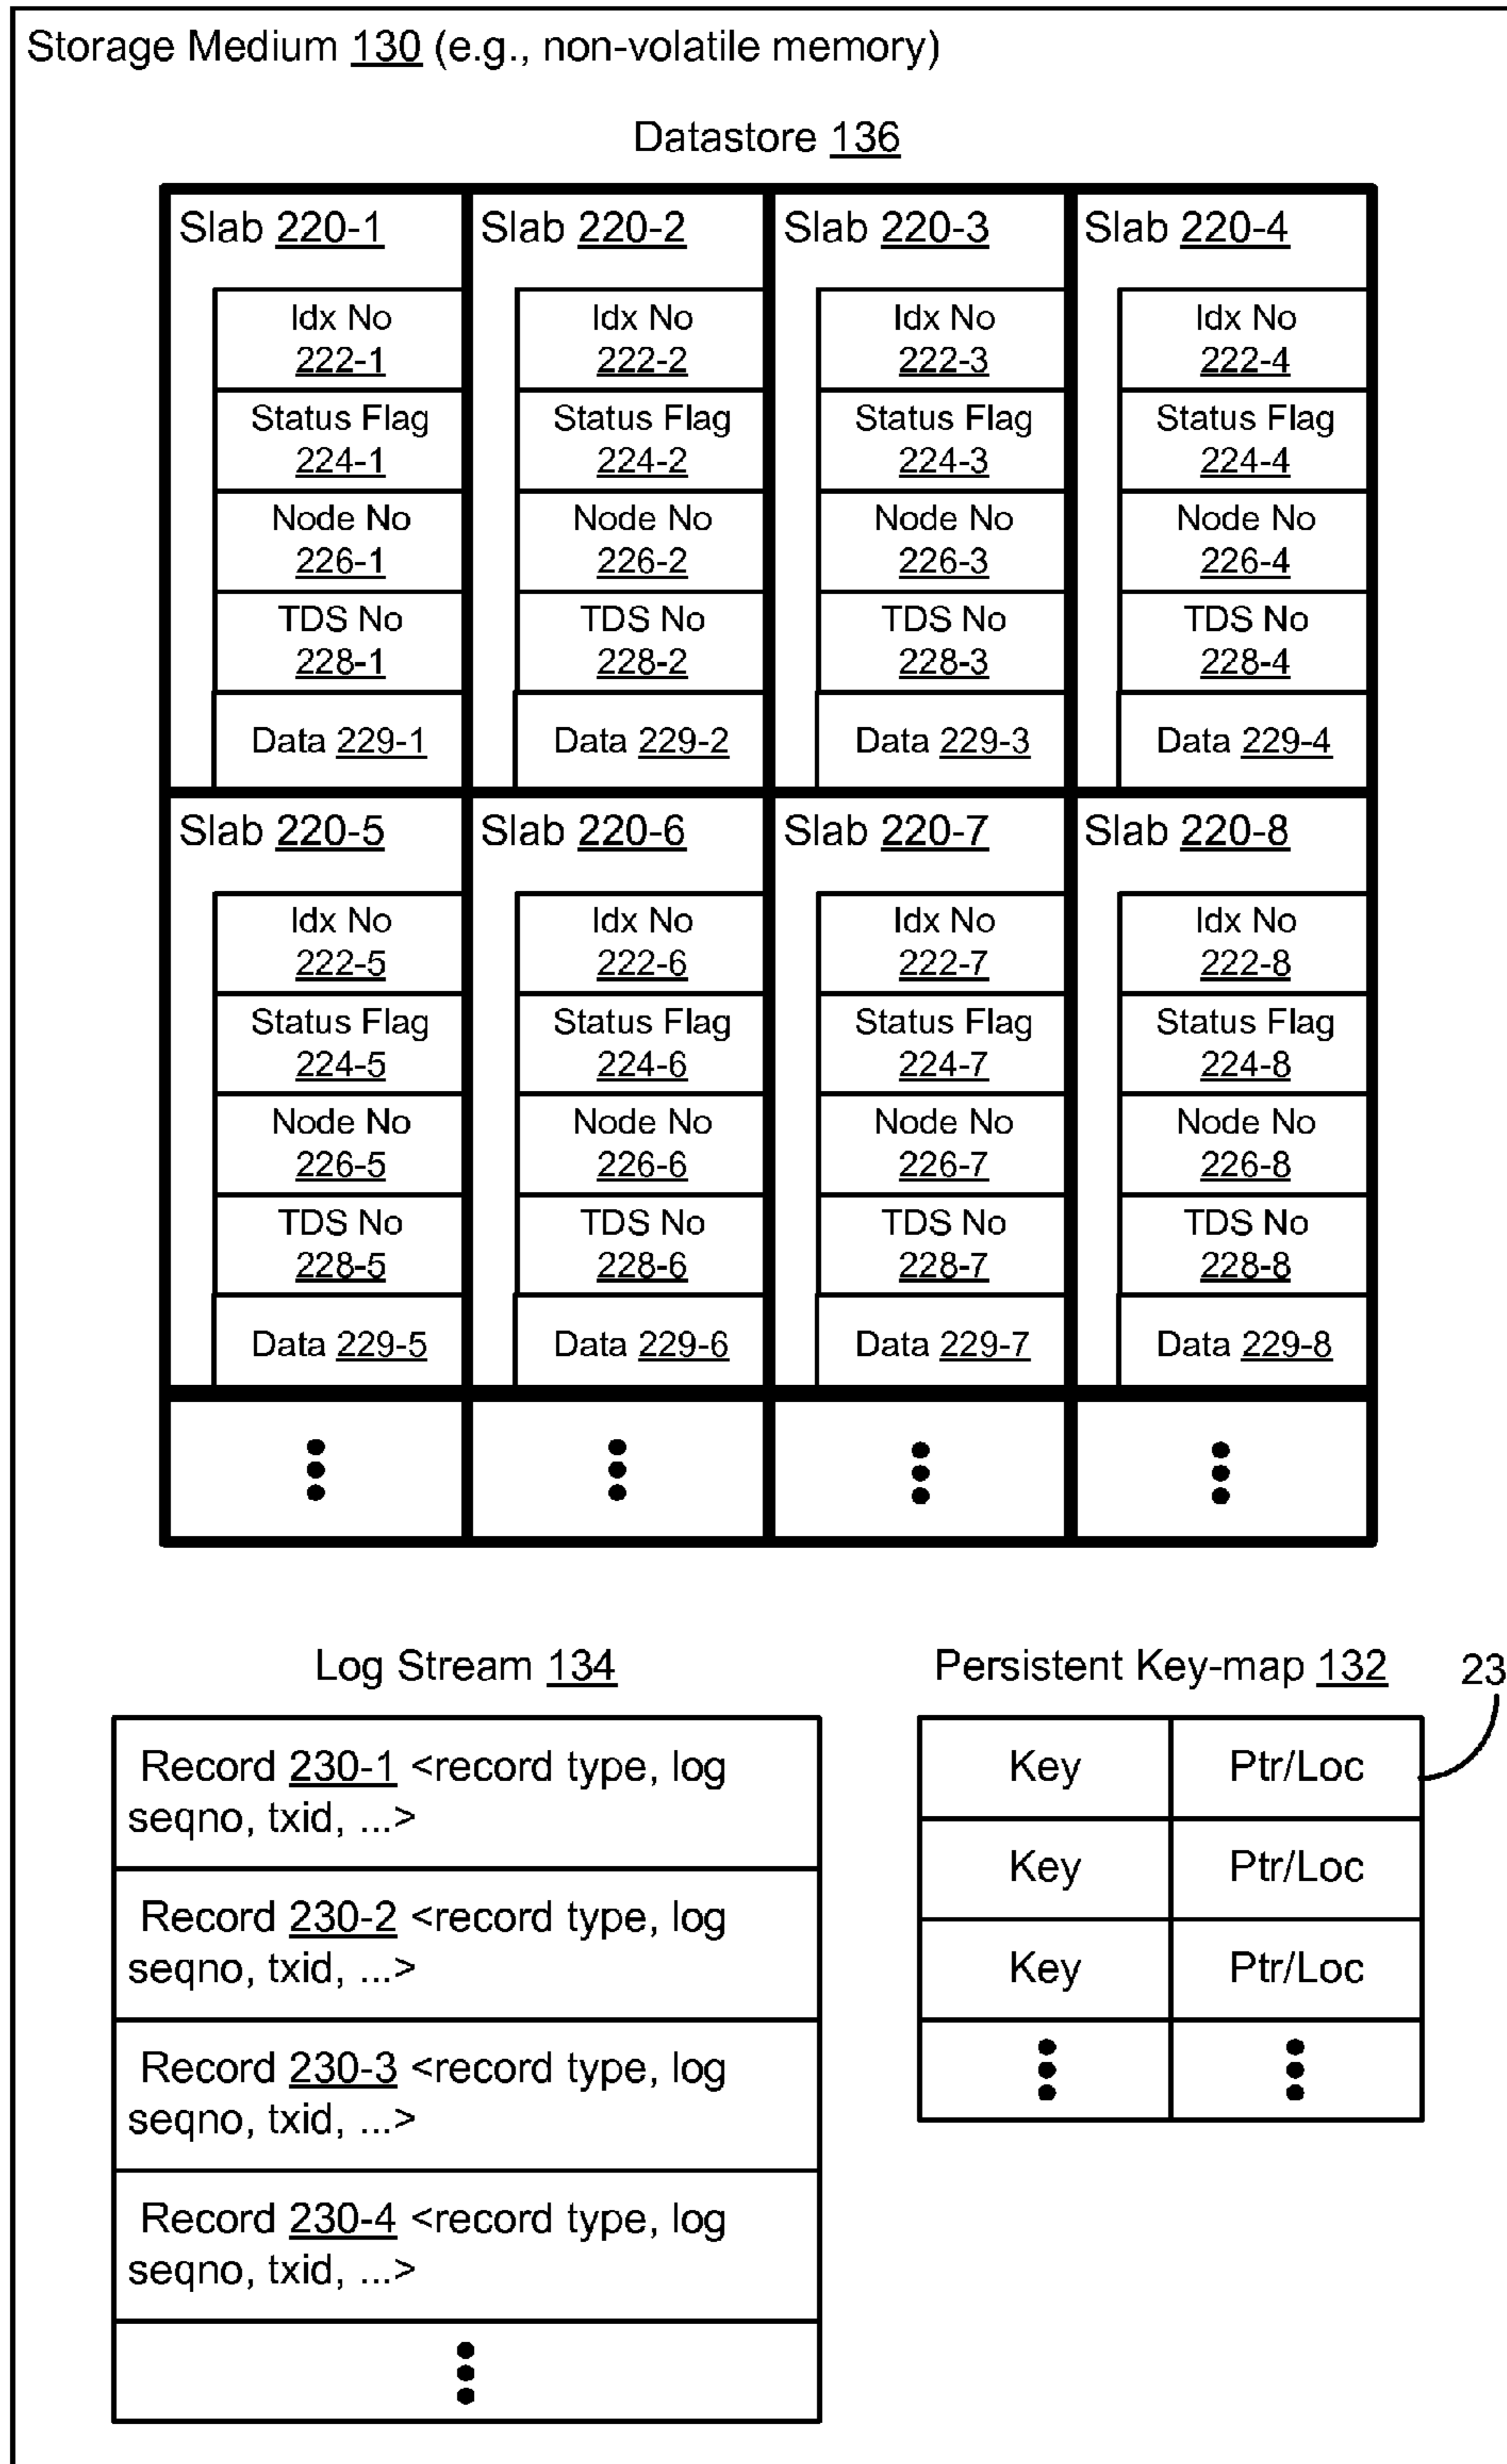 Storage Medium 130 (e.g., non-volatile memory)
Datastore 136
Slab 220-1
Idx No
222-1
Status Flag
224-1
Node No
226-1
TDS No
228-1
Data 229-1
Slab 220-2
Idx No
222-2
Status Flag
224-2
Node No
226-2
TDS No
228-2
Data 229-2
Slab 220-3
Idx No
222-3
Status Flag
224-3
Node No
226-3
TDS No
228-3
Data 229-3
Slab 220-4
Idx No
222-4
Status Flag
224-4
Node No
226-4
TDS No
228-4
Data 229-4
Slab 220-5
Idx No
222-5
Status Flag
224-5
Node No
226-5
TDS No
228-5
Data 229-5
Slab 220-6
Idx No
222-6
Status Flag
224-6
Node No
226-6
TDS No
228-6
Data 229-6
Slab 220-7
Idx No
222-7
Status Flag
224-7
Node No
226-7
TDS No
228-7
Data 229-7
Slab 220-8
Idx No
222-8
Status Flag
224-8
Node No
226-8
TDS No
228-8
Data 229-8
Log Stream 134
Record 230-1 <record type, log
seqno, txid, ...>
Record 230-2 <record type, log
seqno, txid, ...>
Record 230-3 <record type, log
seqno, txid, ...>
Record 230-4 <record type, log
seqno, txid, ...>
Persistent Key-map 132
23
Key Ptr/Loc
Key Ptr/Loc
Key Ptr/Loc